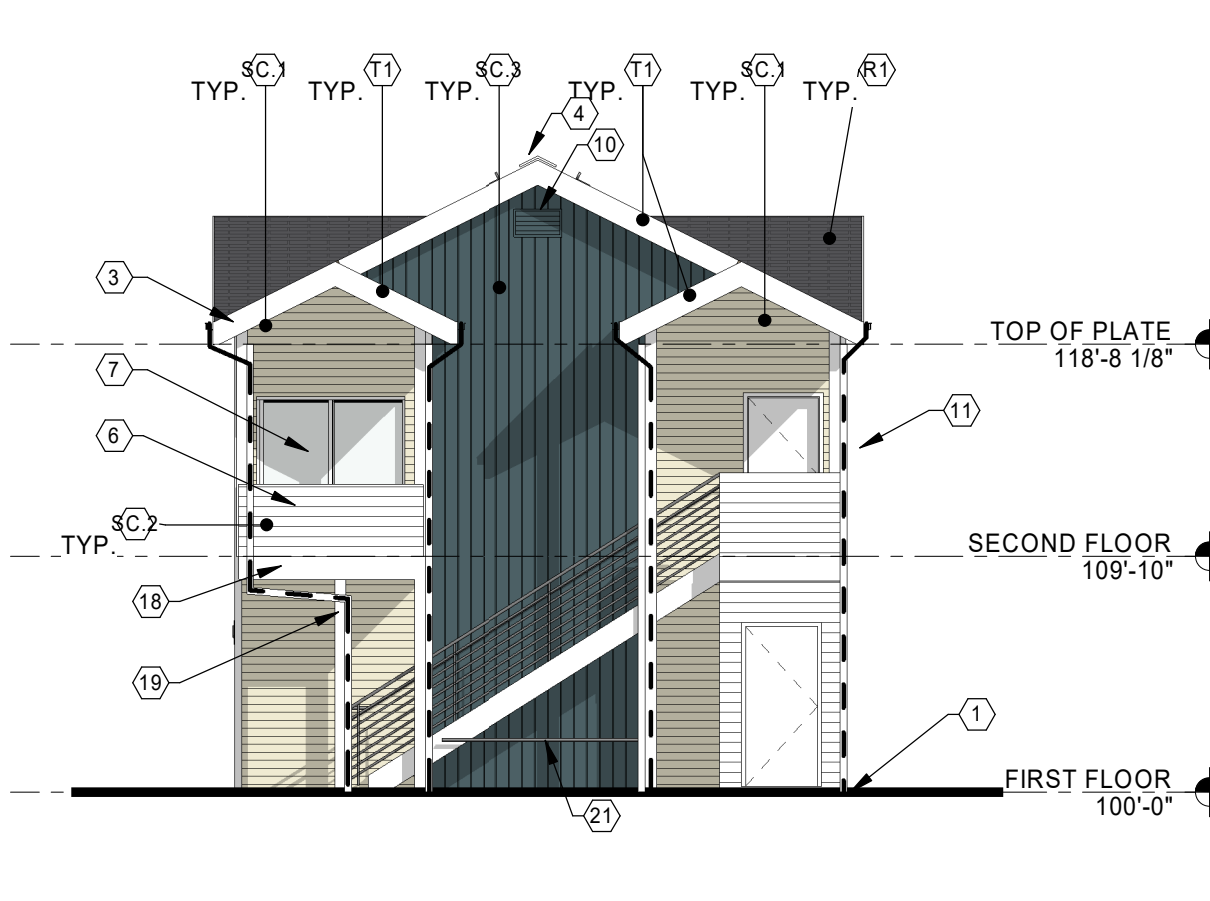 SC.1
TYP.
T1
TYP.
SC.3
TYP.
T1
TYP.
SC.1
TYP.
R1
TYP.
4
10
3
7
6
SC.2
TYP.
18
19
11
1
21
TOP OF PLATE
118'-8 1/8"
SECOND FLOOR
109'-10"
FIRST FLOOR
100'-0"